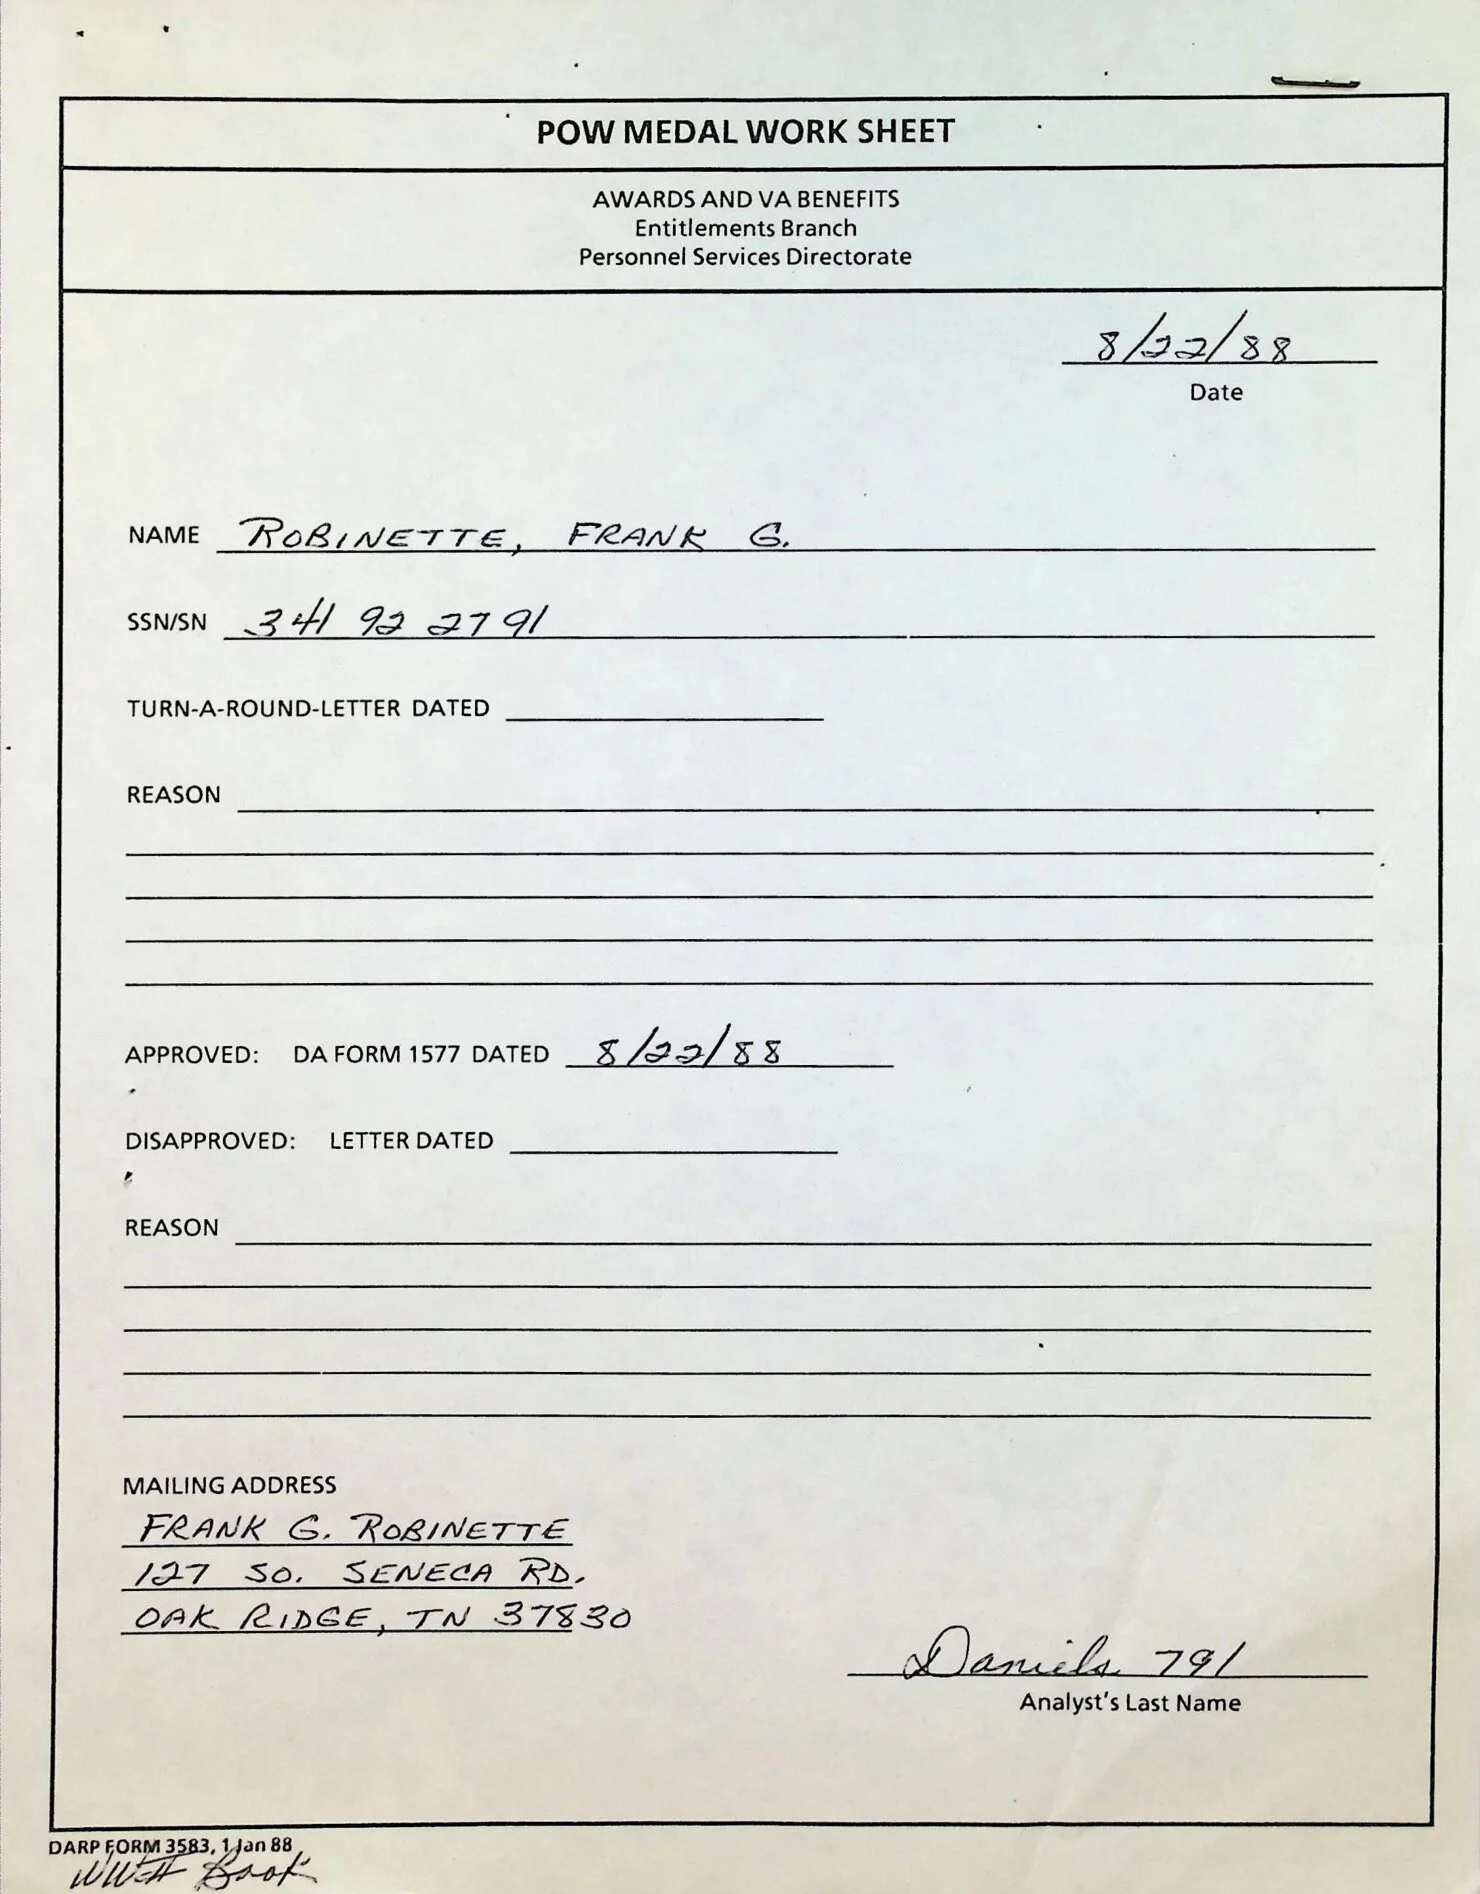 POW MEDAL WORK SHEET
AWARDS AND VA BENEFITS
Entitlements Branch
Personnel Services Directorate
8/22/88
Date
NAME ROBINETTE, FRANK G.
SSN/SN 341 92 2791
TURN-A-ROUND-LETTER DATED
REASON
APPROVED: DA FORM 1577 DATED 8/22/88
DISAPPROVED: LETTER DATED
REASON
MAILING ADDRESS
FRANK G. ROBINETTE
127 SO. SENECA RD.
OAK RIDGE, TN 37830
Daniels 791
Analyst's Last Name
DARP FORM 3583, 1 Jan 88
WWII Book